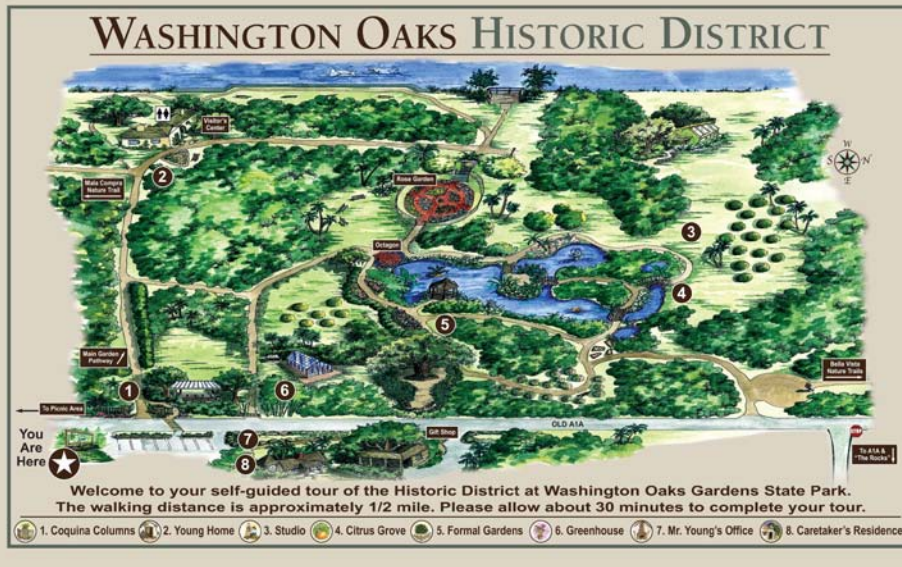 WASHINGTON OAKS HISTORIC DISTRICT
Visitor's
Center
2
Mala Compra
Nature Trail
Rose Garden
W
S N
E
Octagon
3
4
5
Main Garden
Pathway
1
6
Bella Vista
Nature Trails
To Picnic Area
OLD A1A
You
Are
Here
7
8
Gift Shop
STOP
To A1A &
"The Rocks"
Welcome to your self-guided tour of the Historic District at Washington Oaks Gardens State Park.
The walking distance is approximately 1/2 mile. Please allow about 30 minutes to complete your tour.
1. Coquina Columns 2. Young Home 3. Studio 4. Citrus Grove 5. Formal Gardens 6. Greenhouse 7. Mr. Young's Office 8. Caretaker's Residence